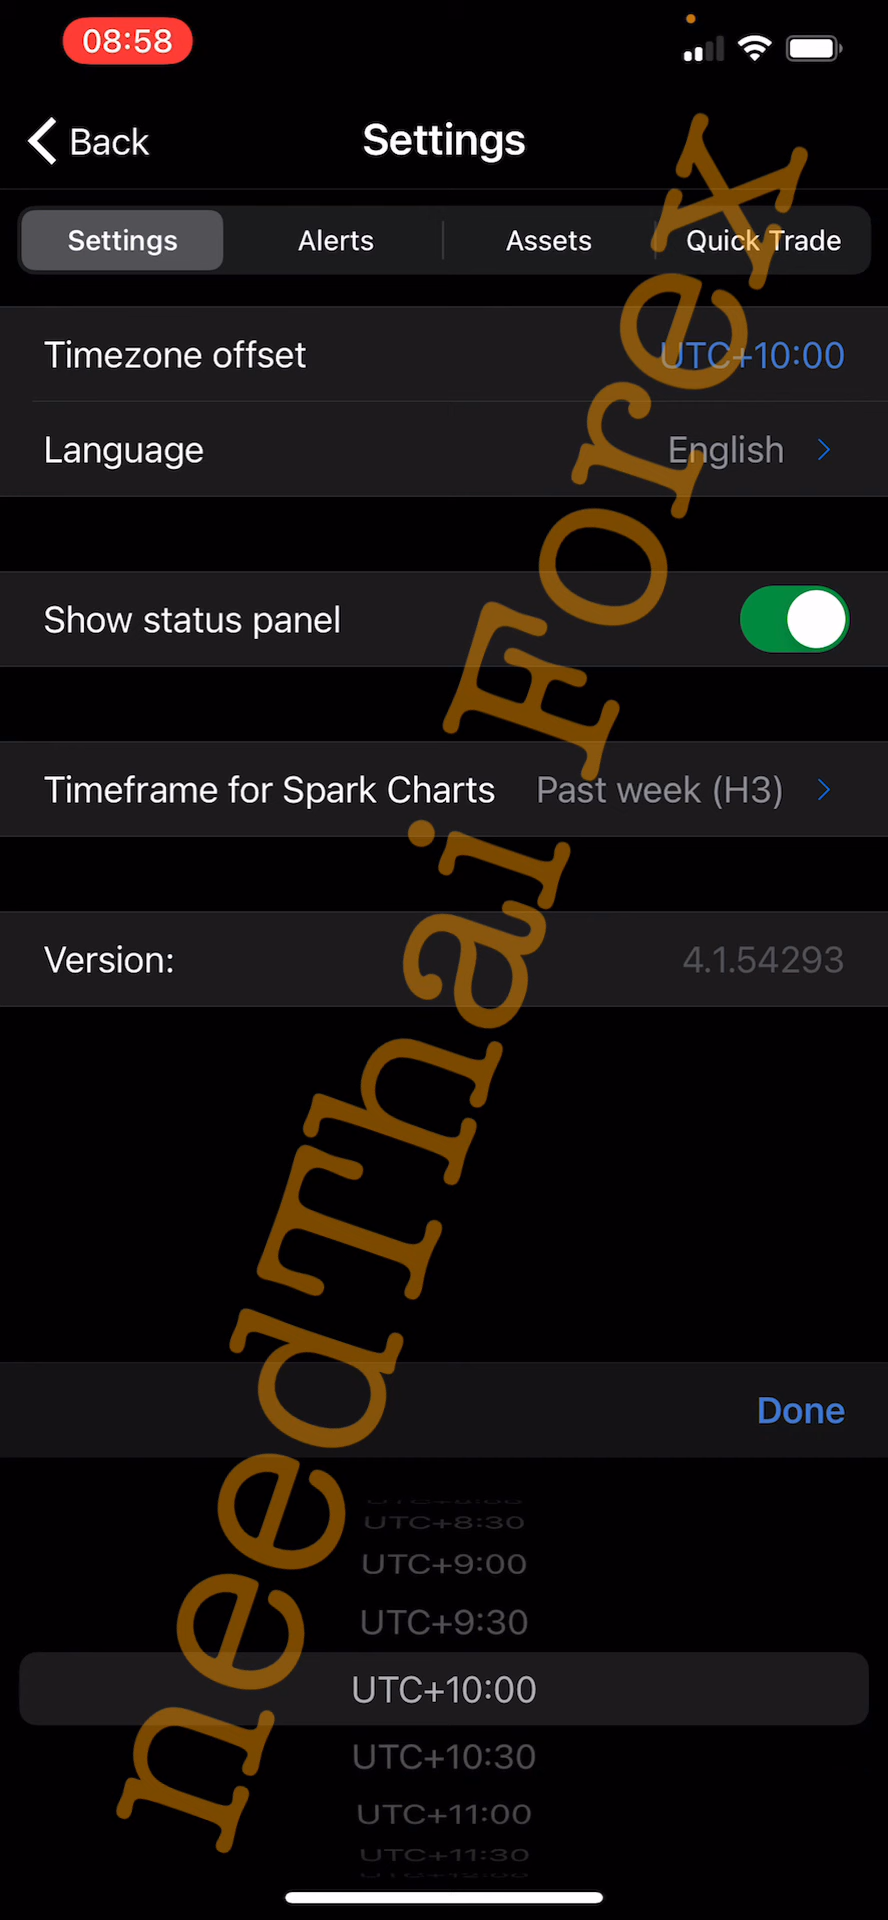 08:58
Back
Settings
Settings
Alerts
Assets
Quick Trade
Timezone offset
UTC+10:00
Language
English
Show status panel
Timeframe for Spark Charts
Past week (H3)
Version:
4.1.54293
Done
UTC+8:30
UTC+9:00
UTC+9:30
UTC+10:00
UTC+10:30
UTC+11:00
UTC+11:30
needThai Forex